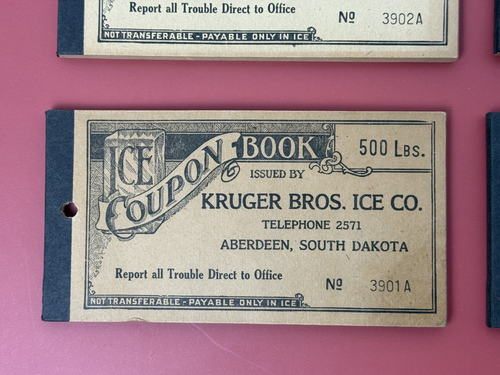 Report all Trouble Direct to Office
No 3902A
NOT TRANSFERABLE - PAYABLE ONLY IN ICE
ICE COUPON BOOK
500 LBS.
ISSUED BY
KRUGER BROS. ICE CO.
TELEPHONE 2571
ABERDEEN, SOUTH DAKOTA
Report all Trouble Direct to Office
No 3901A
NOT TRANSFERABLE - PAYABLE ONLY IN ICE